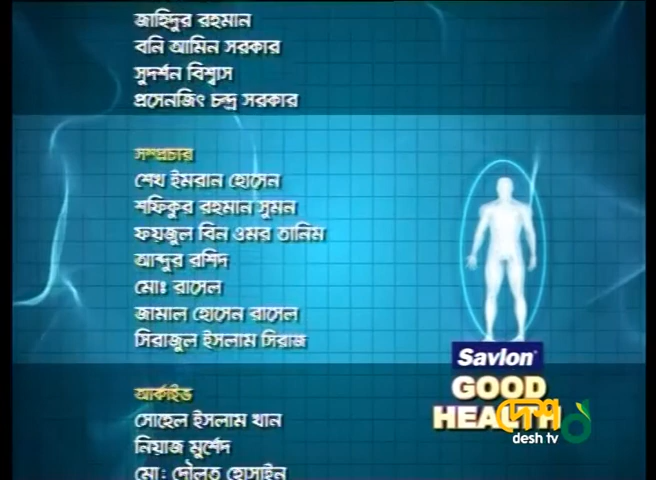 জাহিদুর রহমান
বনি আমিন সরকার
সুদর্শন বিশ্বাস
প্রসেনজিৎ চন্দ্র সরকার
সম্প্রচার
শেখ ইমরান হোসেন
শফিকুর রহমান সুমন
ফয়জুল বিন ওমর তানিম
আব্দুর রশিদ
মোঃ রাসেল
জামাল হোসেন রাসেল
সিরাজুল ইসলাম সিরাজ
আর্কাইভ
সোহেল ইসলাম খান
নিয়াজ মুর্শেদ
মো: দৌলত হোসাইন
Savlon
GOOD
HEALTH
দেশ
desh tv